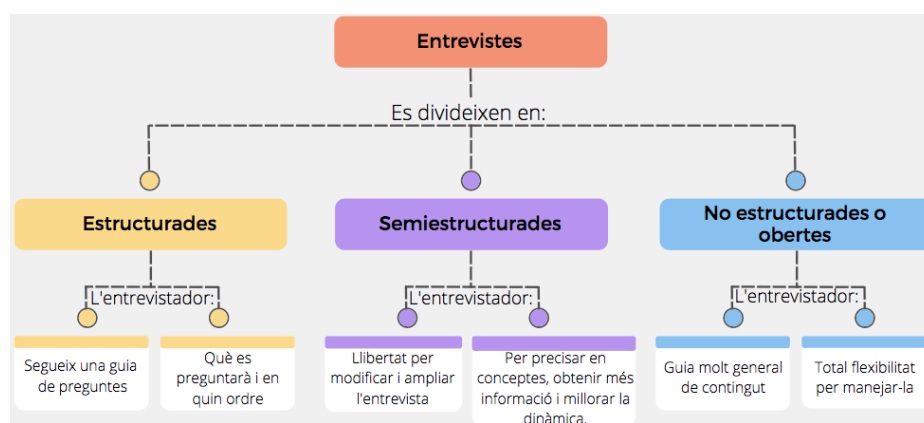 Entrevistes
Es divideixen en:
Estructurades
Semiestructurades
No estructurades o
obertes
L'entrevistador:
L'entrevistador:
L'entrevistador:
Segueix una guia
de preguntes
Què es
preguntarà i en
quin ordre
Llibertat per
modificar i ampliar
l'entrevista
Per precisar en
conceptes, obtenir més
informació i millorar la
dinàmica.
Guia molt general
de contingut
Total flexibilitat
per manejar-la